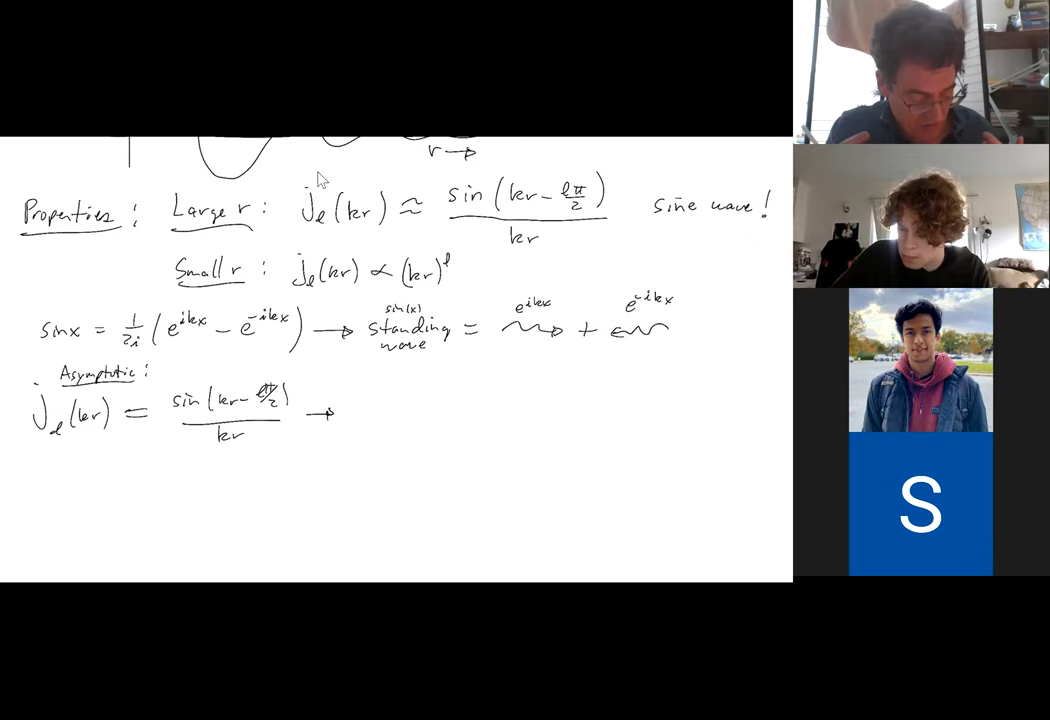 r →
Properties : Large r : jℓ(kr) ≈ sin(kr - ℓπ/2)/kr sine wave!
Small r : jℓ(kr) ∝ (kr)^ℓ
sinx = 1/2i (e^ikx - e^-ikx) → sin(x) standing wave = e^ikx + e^-ikx
Asymptotic :
jℓ(kr) = sin(kr - ℓπ/2)/kr →
S